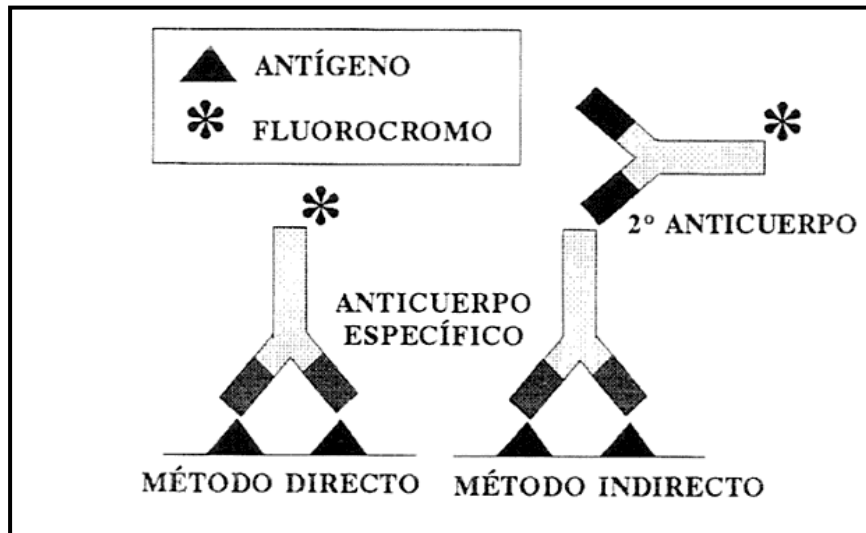 ANTÍGENO
FLUOROCROMO
2° ANTICUERPO
ANTICUERPO
ESPECÍFICO
MÉTODO DIRECTO
MÉTODO INDIRECTO